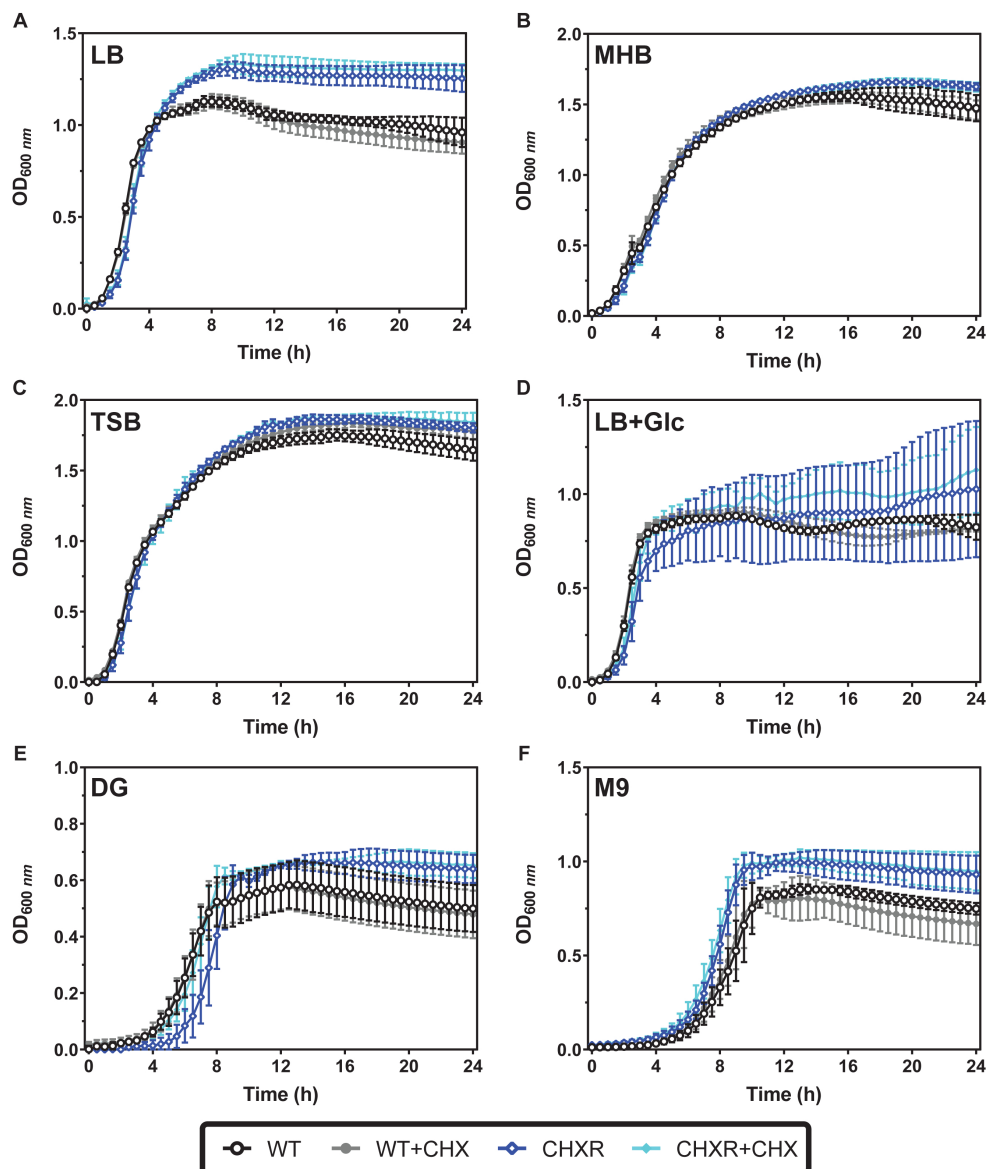 A
LB
OD600 nm
1.5
1.0
0.5
0.0
0 4 8 12 16 20 24
Time (h)
B
MHB
OD600 nm
2.0
1.5
1.0
0.5
0.0
0 4 8 12 16 20 24
Time (h)
C
TSB
OD600 nm
2.0
1.5
1.0
0.5
0.0
0 4 8 12 16 20 24
Time (h)
D
LB+Glc
OD600 nm
1.5
1.0
0.5
0.0
0 4 8 12 16 20 24
Time (h)
E
DG
OD600 nm
1.0
0.8
0.6
0.4
0.2
0.0
0 4 8 12 16 20 24
Time (h)
F
M9
OD600 nm
1.5
1.0
0.5
0.0
0 4 8 12 16 20 24
Time (h)
WT WT+CHX CHXR CHXR+CHX